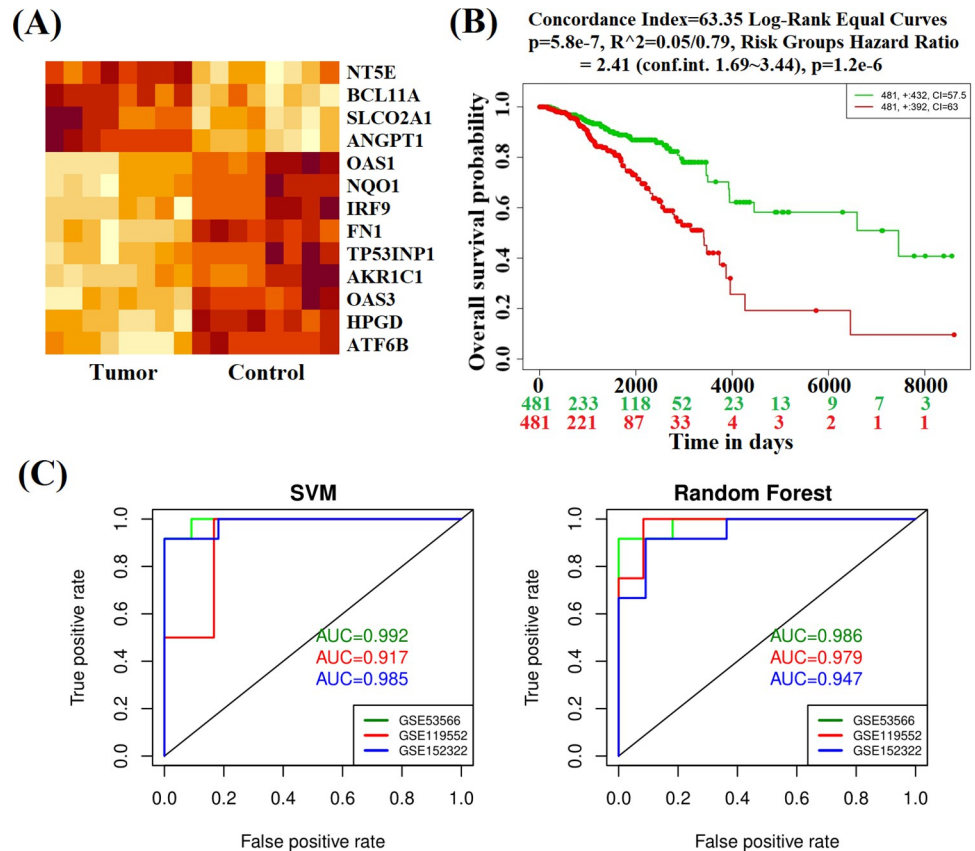 (A)
NT5E
BCL11A
SLCO2A1
ANGPT1
OAS1
NQO1
IRF9
FN1
TP53INP1
AKR1C1
OAS3
HPGD
ATF6B
Tumor Control
(B)
Concordance Index=63.35 Log-Rank Equal Curves
p=5.8e-7, R^2=0.05/0.79, Risk Groups Hazard Ratio
= 2.41 (conf.int. 1.69~3.44), p=1.2e-6
481, +:432, CI=57.5
481, +:392, CI=63
Overall survival probability
1.0
0.8
0.6
0.4
0.2
0.0
0 2000 4000 6000 8000
481 233 118 52 23 13 9 7 3
481 221 87 33 4 3 2 1 1
Time in days
(C)
SVM
True positive rate
1.0
0.8
0.6
0.4
0.2
0.0
AUC=0.992
AUC=0.917
AUC=0.985
GSE53566
GSE119552
GSE152322
0.0 0.2 0.4 0.6 0.8 1.0
False positive rate
Random Forest
True positive rate
1.0
0.8
0.6
0.4
0.2
0.0
AUC=0.986
AUC=0.979
AUC=0.947
GSE53566
GSE119552
GSE152322
0.0 0.2 0.4 0.6 0.8 1.0
False positive rate